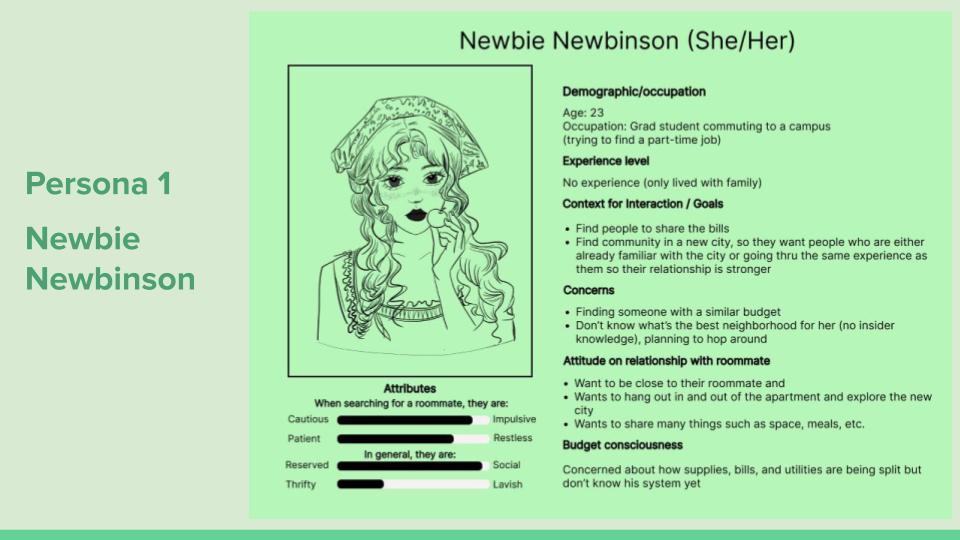 Persona 1
Newbie
Newbinson
Newbie Newbinson (She/Her)
Demographic/occupation
Age: 23
Occupation: Grad student commuting to a campus
(trying to find a part-time job)
Experience level
No experience (only lived with family)
Context for Interaction / Goals
• Find people to share the bills
• Find community in a new city, so they want people who are either
already familiar with the city or going thru the same experience as
them so their relationship is stronger
Concerns
• Finding someone with a similar budget
• Don't know what's the best neighborhood for her (no insider
knowledge), planning to hop around
Attitude on relationship with roommate
• Want to be close to their roommate and
• Wants to hang out in and out of the apartment and explore the new
city
• Wants to share many things such as space, meals, etc.
Budget consciousness
Concerned about how supplies, bills, and utilities are being split but
don't know his system yet
Attributes
When searching for a roommate, they are:
Cautious Impulsive
Patient Restless
In general, they are:
Reserved Social
Thrifty Lavish